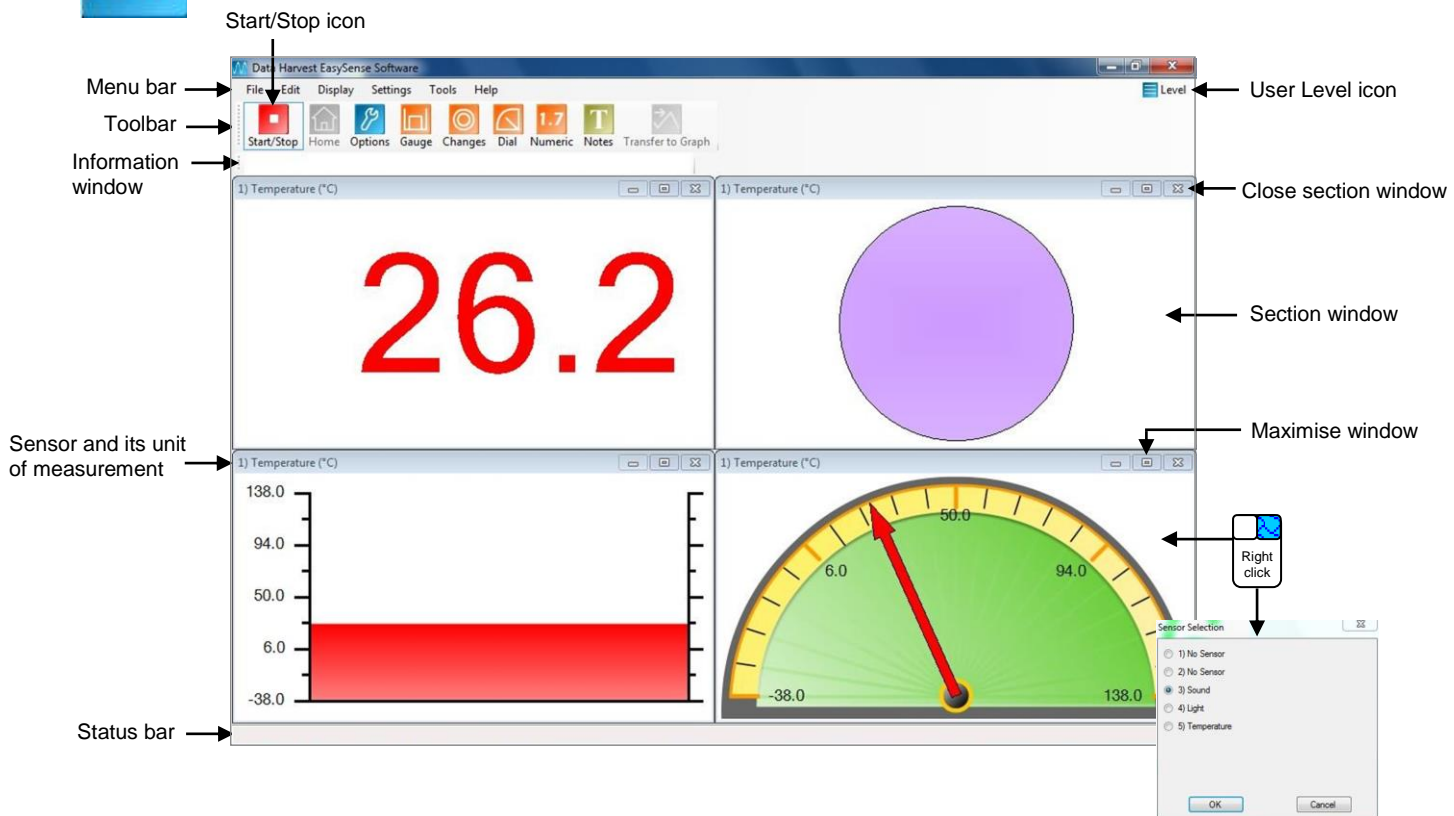 Start/Stop icon
Data Harvest EasySense Software
Menu bar
File Edit Display Settings Tools Help
Level
User Level icon
Toolbar
Start/Stop Home Options Gauge Changes Dial 1.7 Numeric T Notes Transfer to Graph
Information
window
1) Temperature (°C)
1) Temperature (°C)
Close section window
26.2
Section window
Sensor and its unit
of measurement
1) Temperature (°C)
1) Temperature (°C)
Maximise window
138.0
94.0
50.0
6.0
-38.0
50.0
6.0
94.0
-38.0
138.0
Right
click
Sensor Selection
1) No Sensor
2) No Sensor
3) Sound
4) Light
5) Temperature
OK
Cancel
Status bar